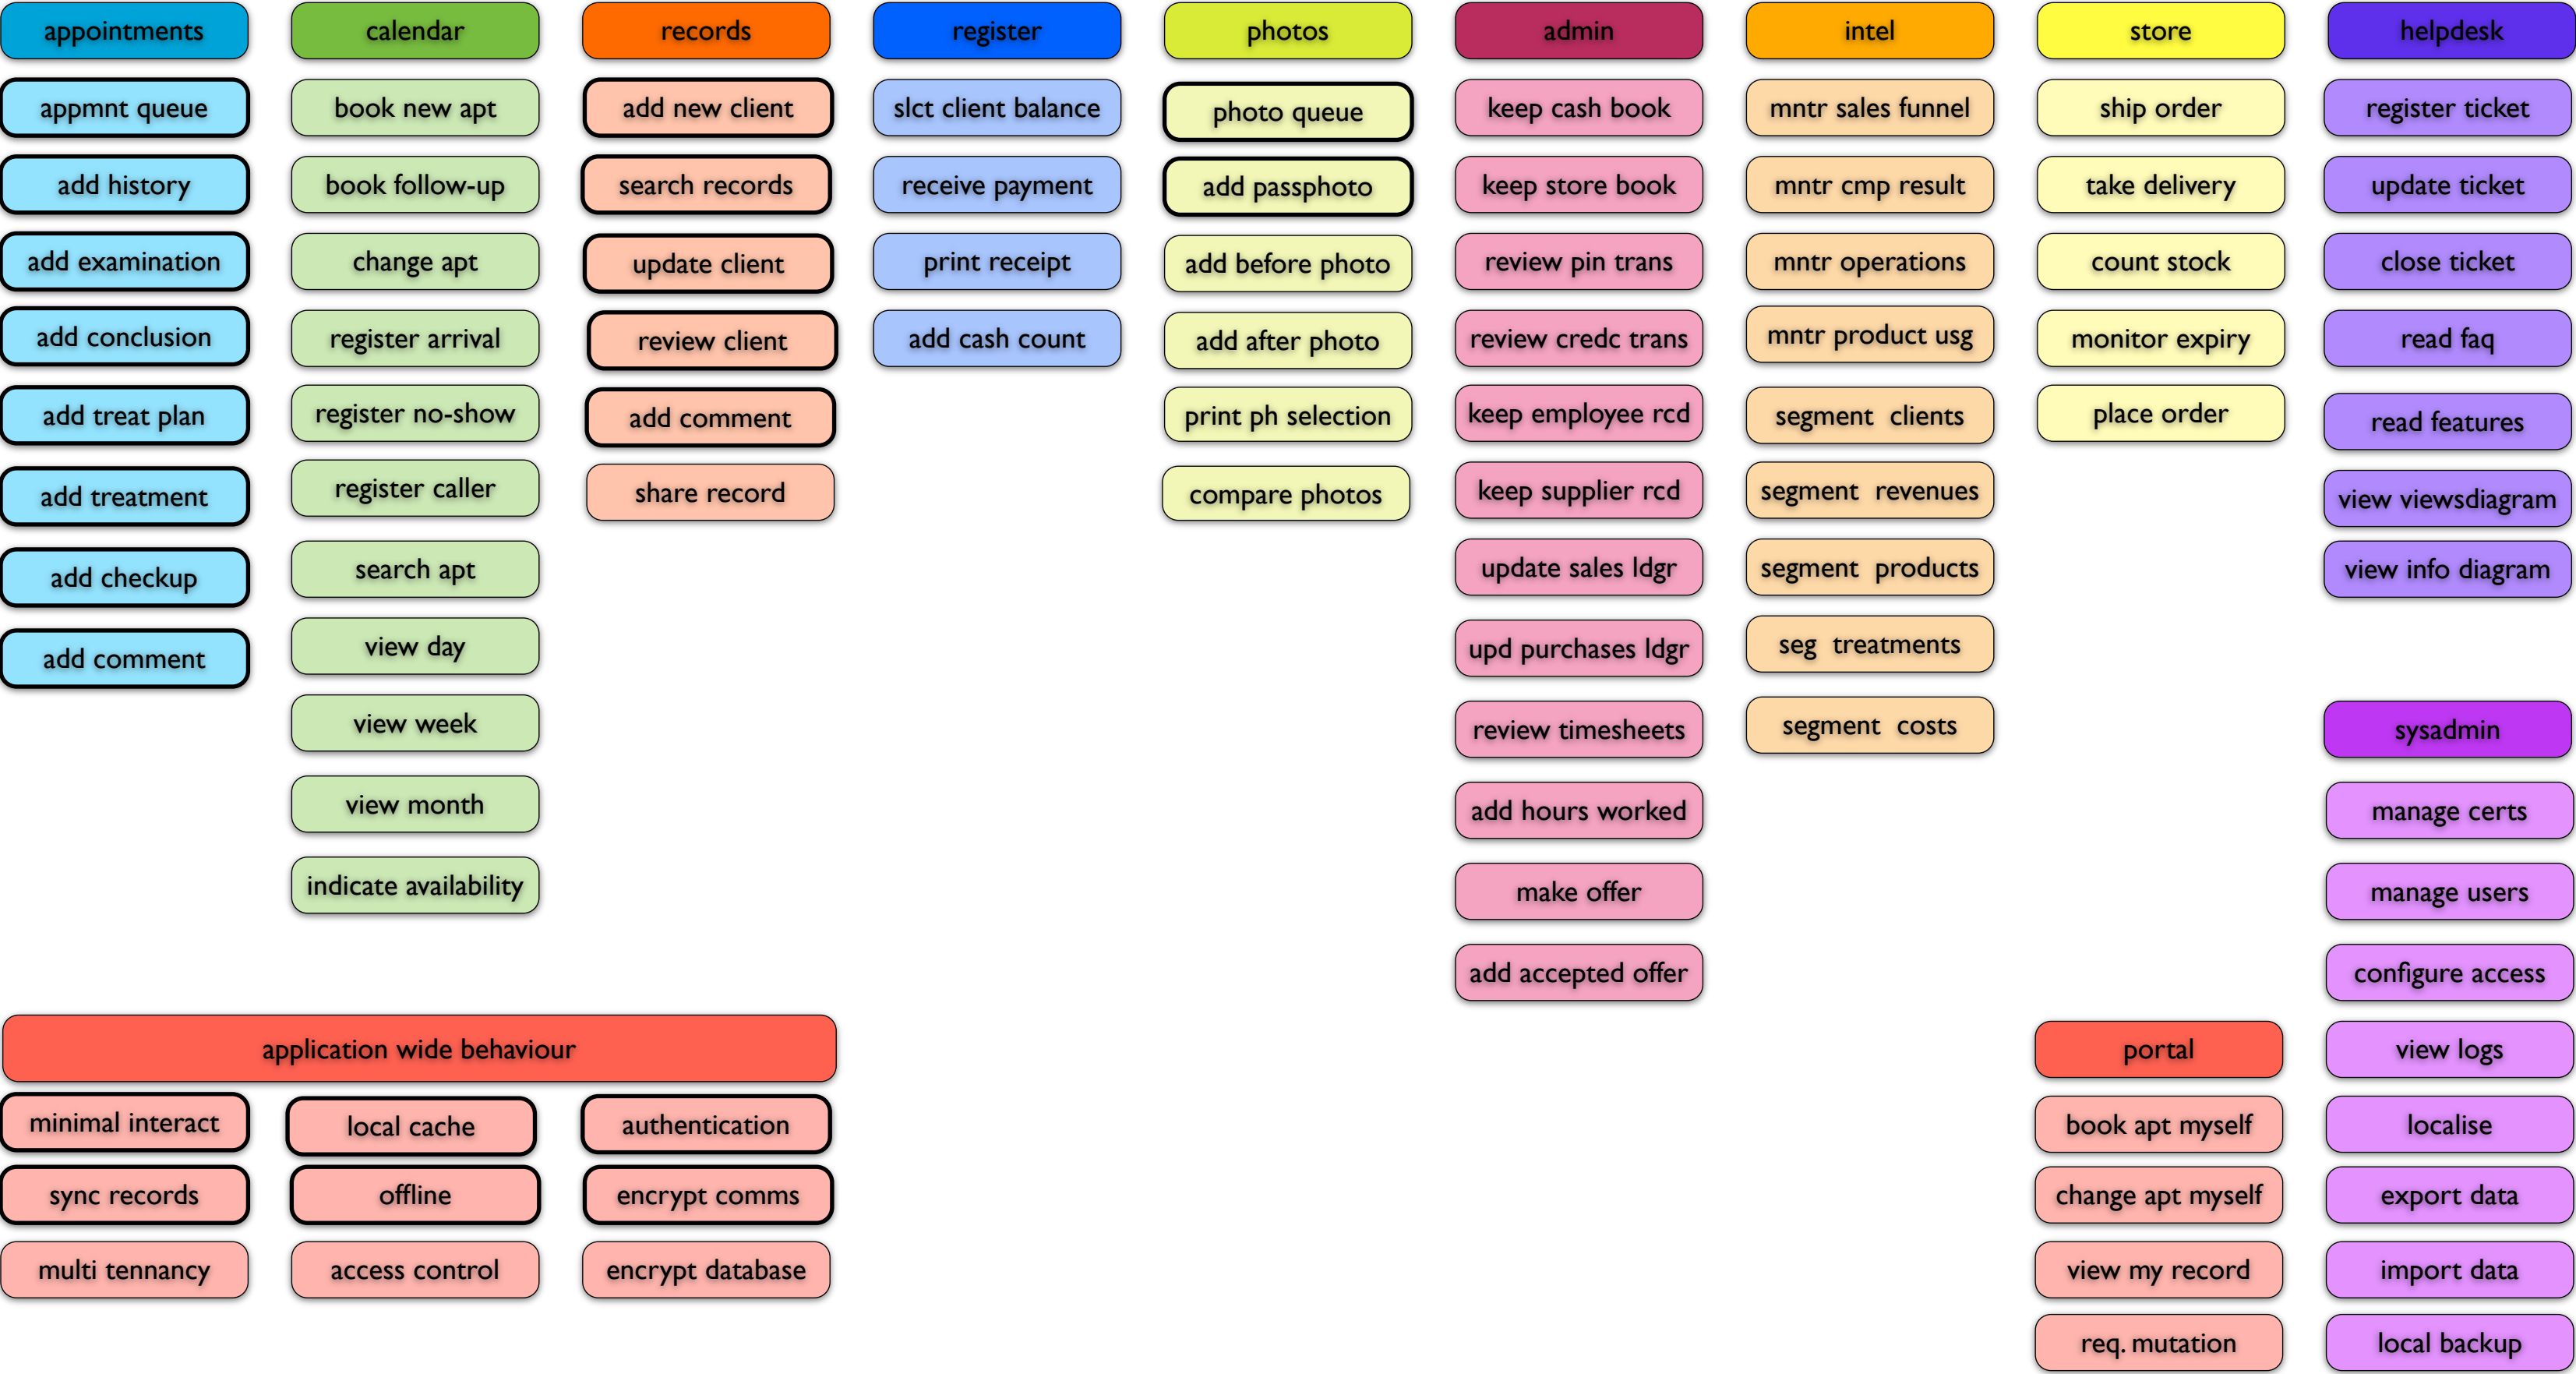 appointments
appmnt queue
add history
add examination
add conclusion
add treat plan
add treatment
add checkup
add comment
calendar
book new apt
book follow-up
change apt
register arrival
register no-show
register caller
search apt
view day
view week
view month
indicate availability
records
add new client
search records
update client
review client
add comment
share record
register
slct client balance
receive payment
print receipt
add cash count
photos
photo queue
add passphoto
add before photo
add after photo
print ph selection
compare photos
admin
keep cash book
keep store book
review pin trans
review credc trans
keep employee rcd
keep supplier rcd
update sales ldgr
upd purchases ldgr
review timesheets
add hours worked
make offer
add accepted offer
intel
mntr sales funnel
mntr cmp result
mntr operations
mntr product usg
segment clients
segment revenues
segment products
seg treatments
segment costs
store
ship order
take delivery
count stock
monitor expiry
place order
helpdesk
register ticket
update ticket
close ticket
read faq
read features
view viewsdiagram
view info diagram
sysadmin
manage certs
manage users
configure access
view logs
localise
export data
import data
local backup
application wide behaviour
minimal interact
local cache
authentication
sync records
offline
encrypt comms
multi tennancy
access control
encrypt database
portal
book apt myself
change apt myself
view my record
req. mutation